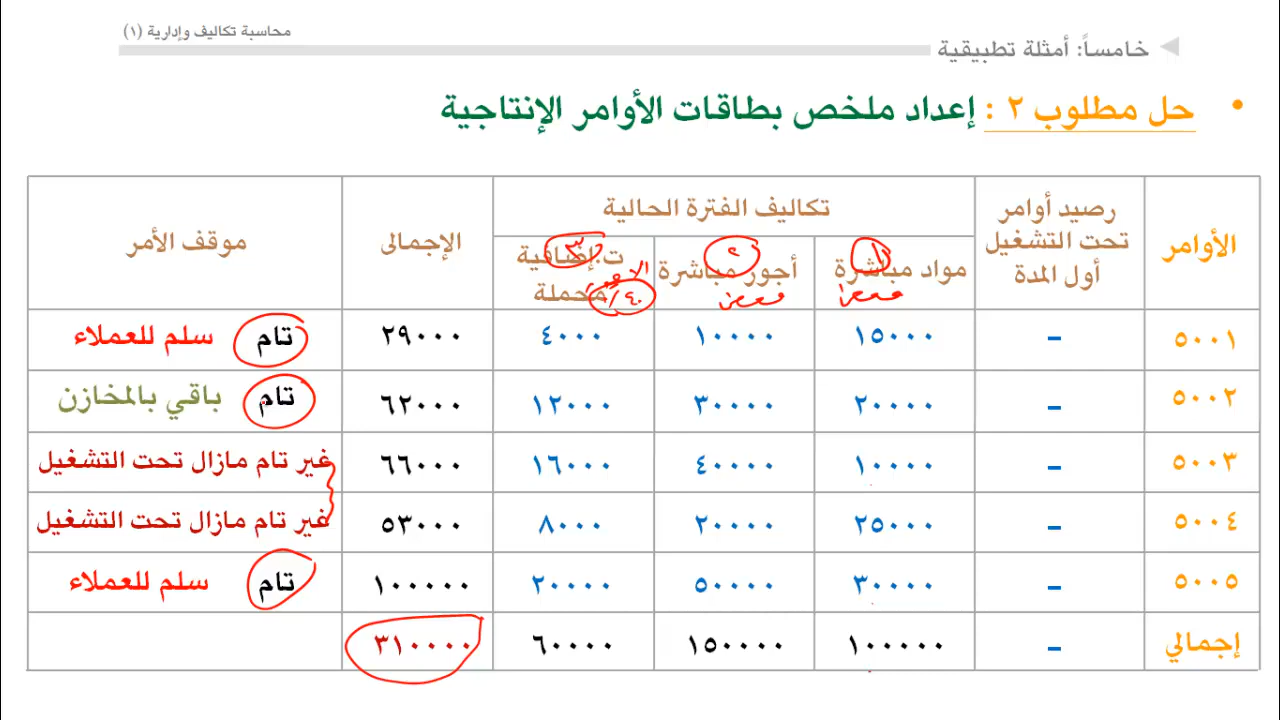 محاسبة تكاليف وإدارية (١)
خامساً: أمثلة تطبيقية
• حل مطلوب ٢ : إعداد ملخص بطاقات الأوامر الإنتاجية
الأوامر | رصيد أوامر تحت التشغيل أول المدة | تكاليف الفترة الحالية | الإجمالى | موقف الأمر
مواد مباشرة | أجور مباشرة | ت.إضافية محملة
١ | ٢ | ٣
٤٠٪
٥٠٠١ | – | ١٥٠٠٠ | ١٠٠٠٠ | ٤٠٠٠ | ٢٩٠٠٠ | تام سلم للعملاء
٥٠٠٢ | – | ٢٠٠٠٠ | ٣٠٠٠٠ | ١٢٠٠٠ | ٦٢٠٠٠ | تام باقي بالمخازن
٥٠٠٣ | – | ١٠٠٠٠ | ٤٠٠٠٠ | ١٦٠٠٠ | ٦٦٠٠٠ | غير تام مازال تحت التشغيل
٥٠٠٤ | – | ٢٥٠٠٠ | ٢٠٠٠٠ | ٨٠٠٠ | ٥٣٠٠٠ | غير تام مازال تحت التشغيل
٥٠٠٥ | – | ٣٠٠٠٠ | ٥٠٠٠٠ | ٢٠٠٠٠ | ١٠٠٠٠٠ | تام سلم للعملاء
إجمالي | – | ١٠٠٠٠٠ | ١٥٠٠٠٠ | ٦٠٠٠٠ | ٣١٠٠٠٠